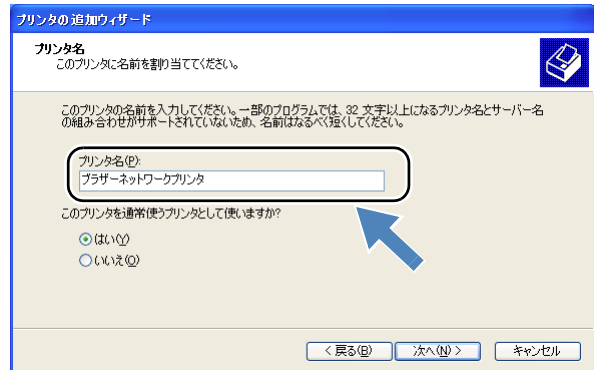 プリンタの追加ウィザード
プリンタ名
このプリンタに名前を割り当ててください。
このプリンタの名前を入力してください。一部のプログラムでは、32 文字以上になるプリンタ名とサーバー名
の組み合わせがサポートされていないため、名前はなるべく短くしてください。
プリンタ名(P):
ブラザーネットワークプリンタ
このプリンタを通常使うプリンタとして使いますか?
はい(Y)
いいえ(O)
< 戻る(B)
次へ(N) >
キャンセル